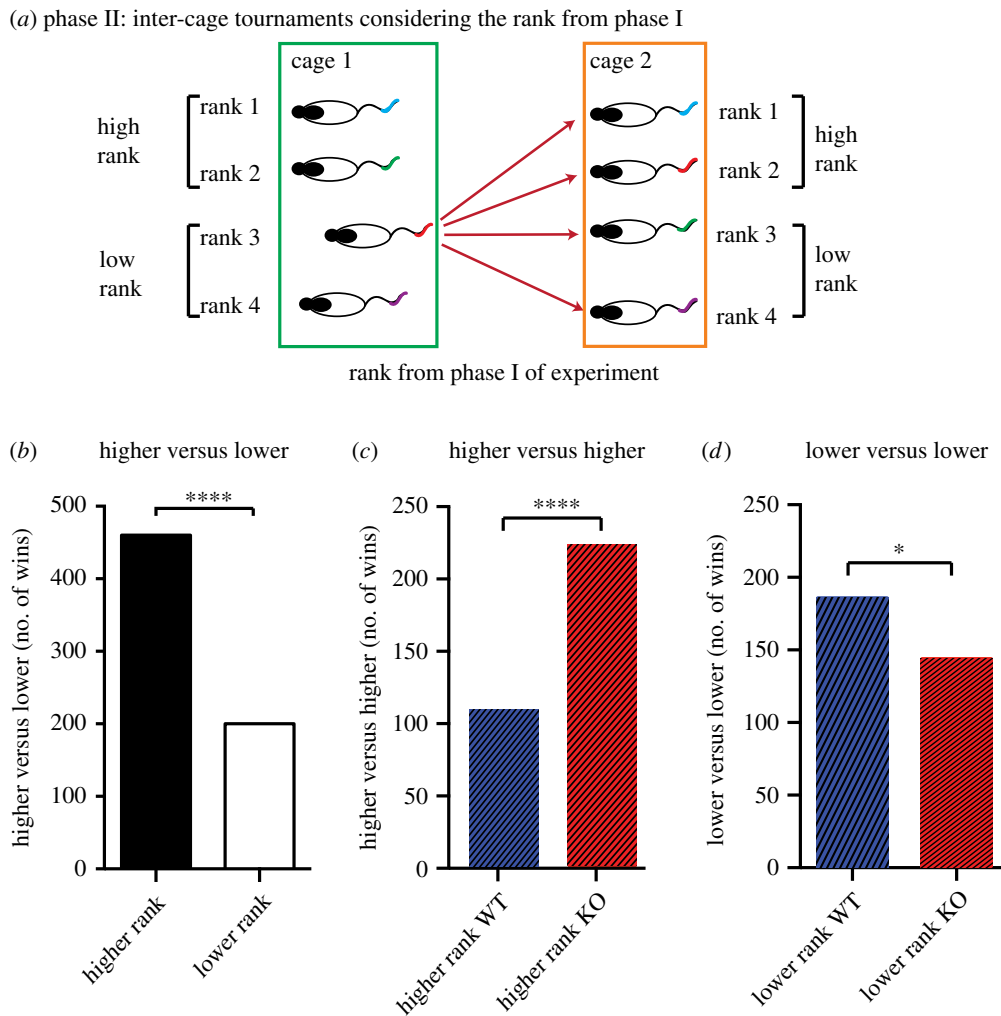 (a) phase II: inter-cage tournaments considering the rank from phase I
cage 1
cage 2
high
rank
low
rank
rank 1
rank 2
rank 3
rank 4
rank 1
rank 2
rank 3
rank 4
high
rank
low
rank
rank from phase I of experiment
(b) higher versus lower
****
higher versus lower (no. of wins)
500
400
300
200
100
0
higher rank
lower rank
(c) higher versus higher
****
higher versus higher (no. of wins)
250
200
150
100
50
0
higher rank WT
higher rank KO
(d) lower versus lower
*
lower versus lower (no. of wins)
250
200
150
100
50
0
lower rank WT
lower rank KO